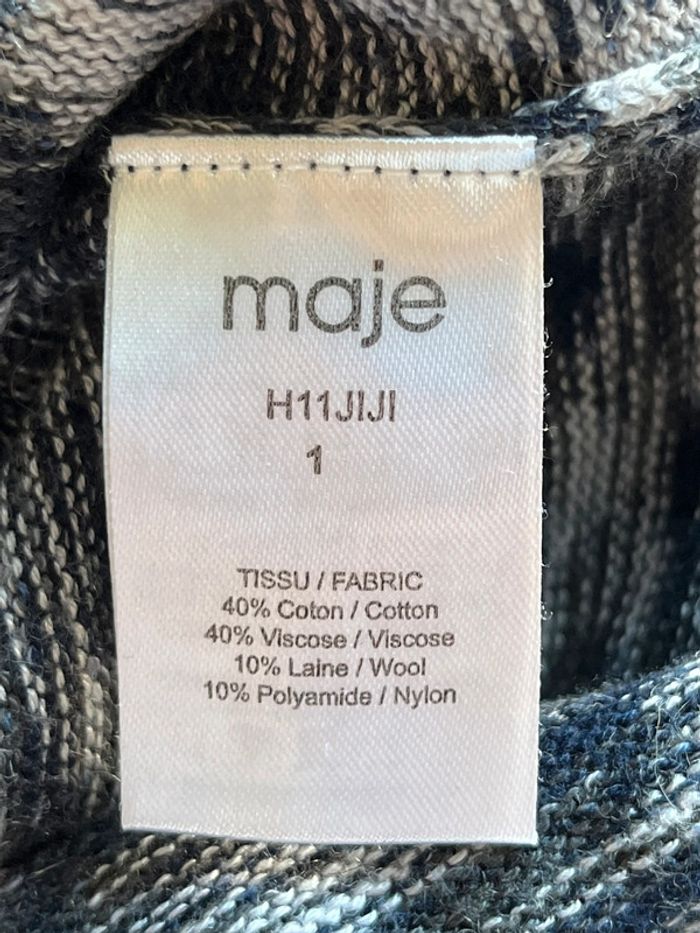 maje
H11JIJI
1
TISSU / FABRIC
40% Coton / Cotton
40% Viscose / Viscose
10% Laine / Wool
10% Polyamide / Nylon